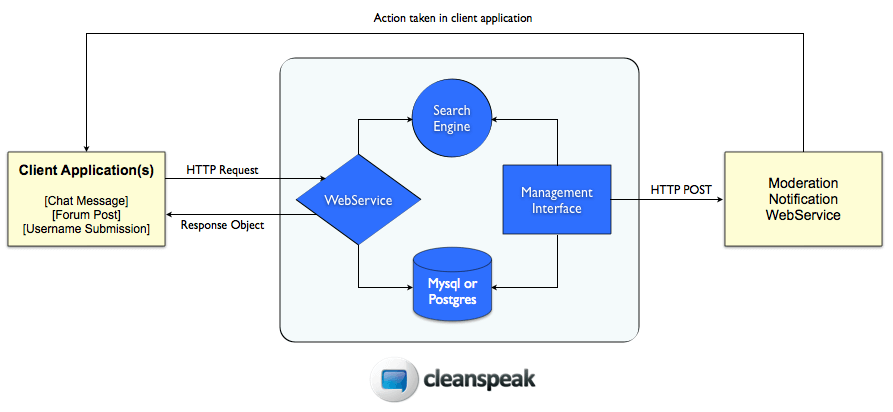 Action taken in client application
Search
Engine
Client Application(s)
[Chat Message]
[Forum Post]
[Username Submission]
HTTP Request
Response Object
WebService
Management
Interface
HTTP POST
Moderation
Notification
WebService
Mysql or
Postgres
cleanspeak